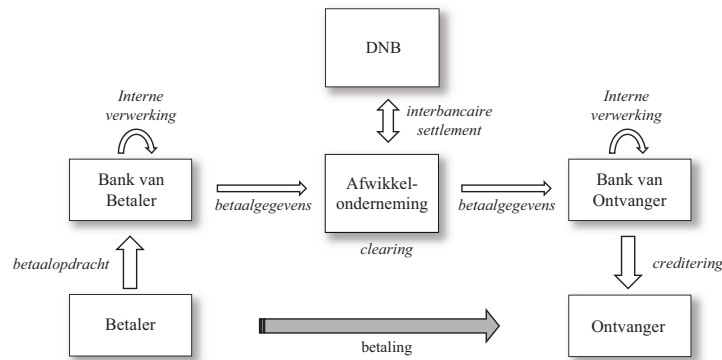 DNB
Interne
verwerking
interbancaire
settlement
Interne
verwerking
Bank van
Betaler
betaalgegevens
Afwikkel-
onderneming
clearing
betaalgegevens
Bank van
Ontvanger
betaalopdracht
creditering
Betaler
betaling
Ontvanger